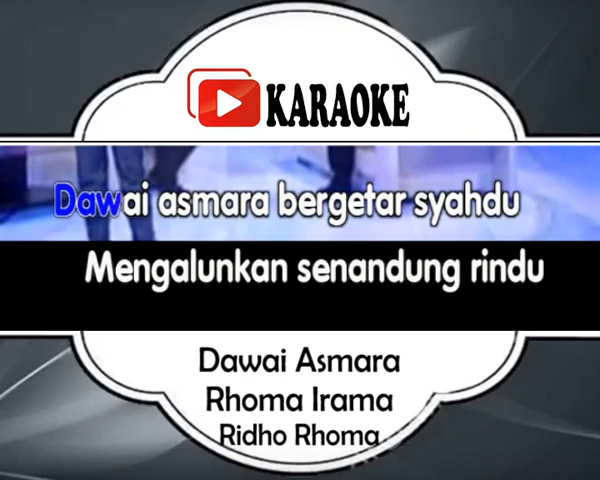 KARAOKE
Dawai asmara bergetar syahdu
Mengalunkan senandung rindu
Dawai Asmara
Rhoma Irama
Ridho Rhoma